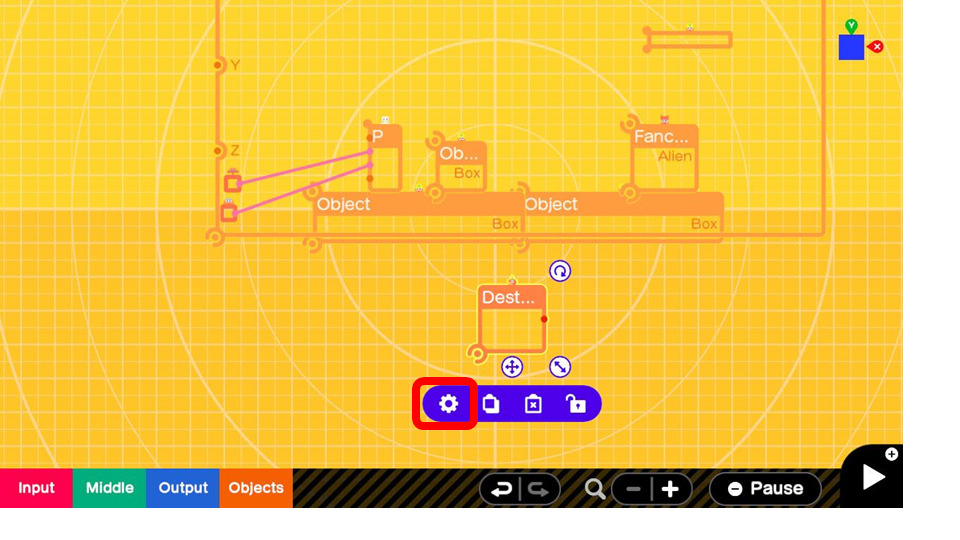 Y
Y
X
P
Fanc...
Z
Ob...
Alien
Box
Object
Object
Box
Box
Dest...
Input
Middle
Output
Objects
Pause